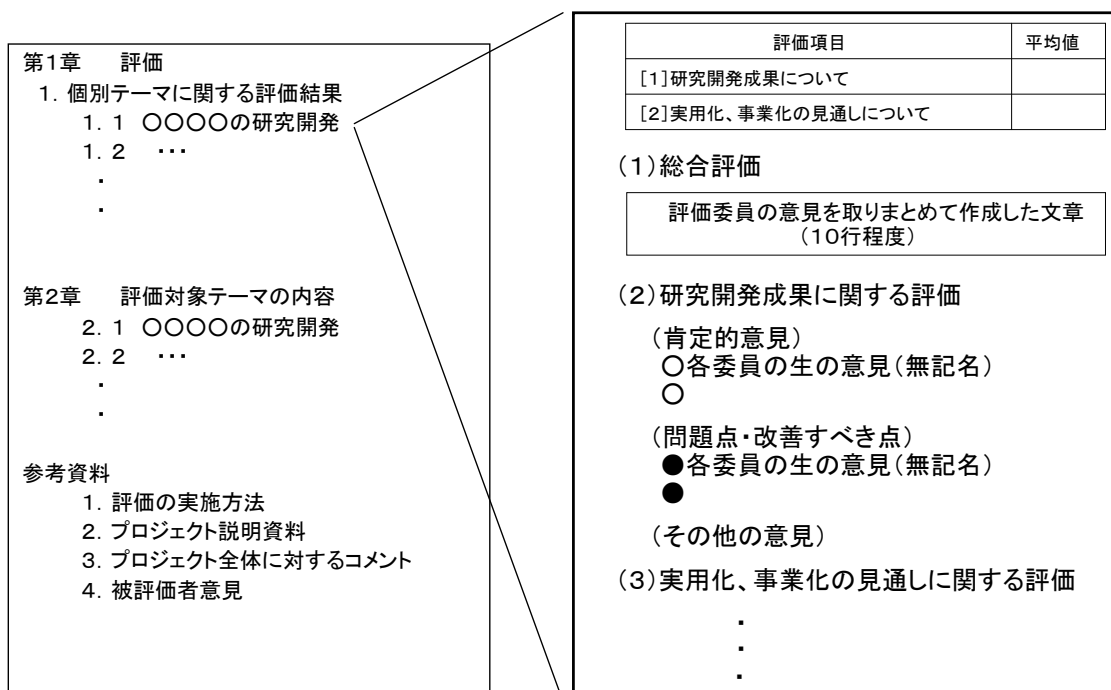 第1章　　評価
1．個別テーマに関する評価結果
1．1　○○○○の研究開発
1．2　・・・
・
・
第2章　　評価対象テーマの内容
2．1　○○○○の研究開発
2．2　・・・
・
・
参考資料
1．評価の実施方法
2．プロジェクト説明資料
3．プロジェクト全体に対するコメント
4．被評価者意見
評価項目　平均値
［1］研究開発成果について
［2］実用化、事業化の見通しについて
（1）総合評価
評価委員の意見を取りまとめて作成した文章
（10行程度）
（2）研究開発成果に関する評価
（肯定的意見）
○各委員の生の意見（無記名）
○
（問題点・改善すべき点）
●各委員の生の意見（無記名）
●
（その他の意見）
（3）実用化、事業化の見通しに関する評価
・
・
・